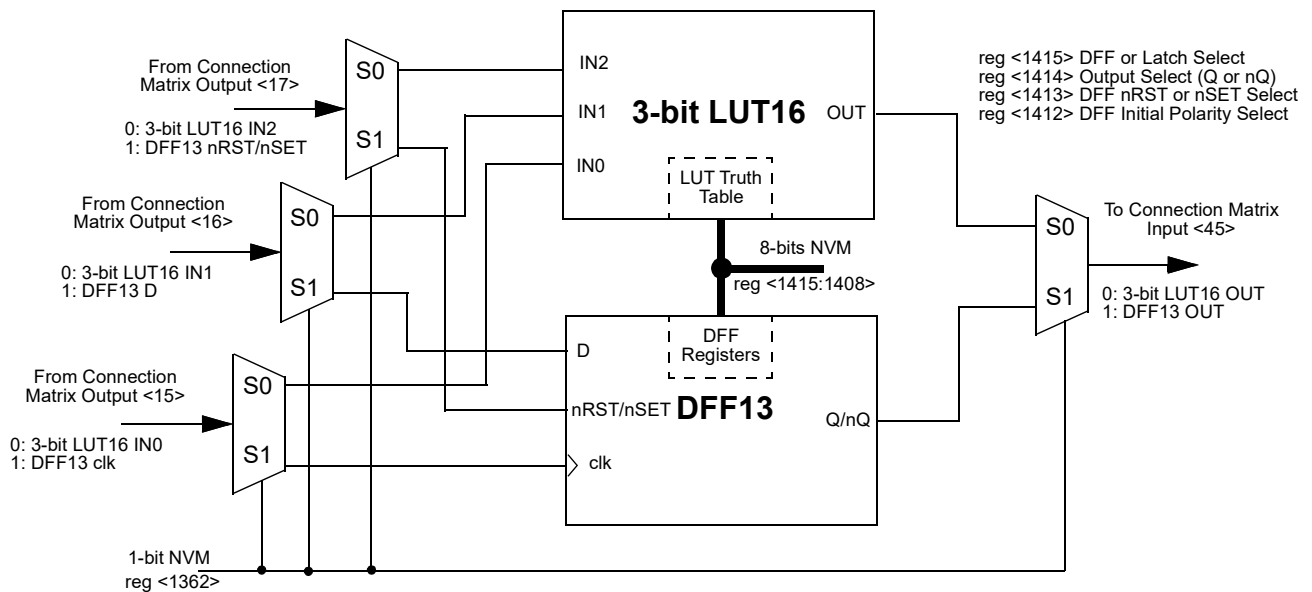 From Connection
Matrix Output <17>
0: 3-bit LUT16 IN2
1: DFF13 nRST/nSET
S0
S1
From Connection
Matrix Output <16>
0: 3-bit LUT16 IN1
1: DFF13 D
S0
S1
From Connection
Matrix Output <15>
0: 3-bit LUT16 IN0
1: DFF13 clk
S0
S1
1-bit NVM
reg <1362>
IN2
IN1
IN0
3-bit LUT16
OUT
LUT Truth
Table
8-bits NVM
reg <1415:1408>
DFF
Registers
D
nRST/nSET
DFF13
clk
Q/nQ
reg <1415> DFF or Latch Select
reg <1414> Output Select (Q or nQ)
reg <1413> DFF nRST or nSET Select
reg <1412> DFF Initial Polarity Select
S0
S1
To Connection Matrix
Input <45>
0: 3-bit LUT16 OUT
1: DFF13 OUT